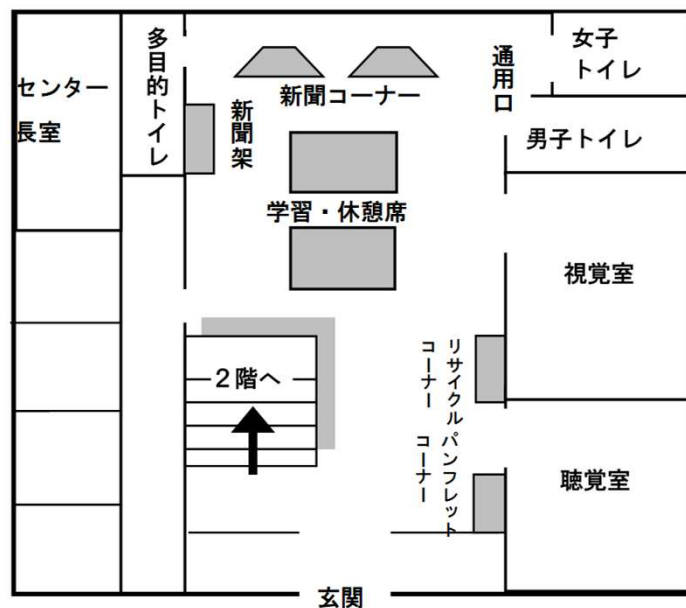 センター
長室
多目的トイレ
新聞架
新聞コーナー
通用口
女子
トイレ
男子トイレ
学習・休憩席
視覚室
2階へ
リサイクル
コーナー
パンフレット
コーナー
聴覚室
玄関